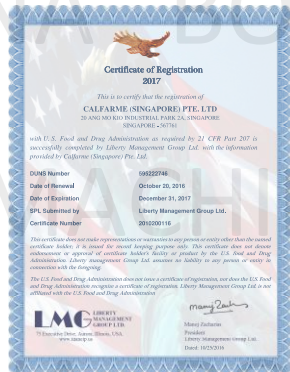 Certificate of Registration
2017
This is to certify that the registration of
CALFARME (SINGAPORE) PTE. LTD
20 ANG MO KIO INDUSTRIAL PARK 2A, SINGAPORE
SINGAPORE - 567761
with U.S. Food and Drug Administration as required by 21 CFR Part 207 is
successfully completed by Liberty Management Group Ltd. with the information
provided by Calfarme (Singapore) Pte. Ltd.
DUNS Number 595222746
Date of Renewal October 20, 2016
Date of Expiration December 31, 2017
SPL Submitted by Liberty Management Group Ltd.
Certificate Number
This certificate does not make representations or warranties to any person or entity other than the named
certificate holder, it is issued for record keeping purpose only. This certificate does not denote
endorsement or approval of certificate holder's facility or product by the U.S. food and Drug
Administration. Liberty management Group Ltd. assumes no liability to any person or entity in
connection with the foregoing.
The U.S. Food and Drug Administration does not issue a certificate of registration, nor does the U.S. Food
and Drug Administration recognize a certificate of registration. Liberty Management Group Ltd. is not
affiliated with the U.S. Food and Drug Administration
LMG LIBERTY
MANAGEMENT
GROUP LTD.
75 Executive Drive, Aurora, Illinois, USA.
Manoj Zacharias
President
Liberty Management Group Ltd.
Dated: 10/25/2016